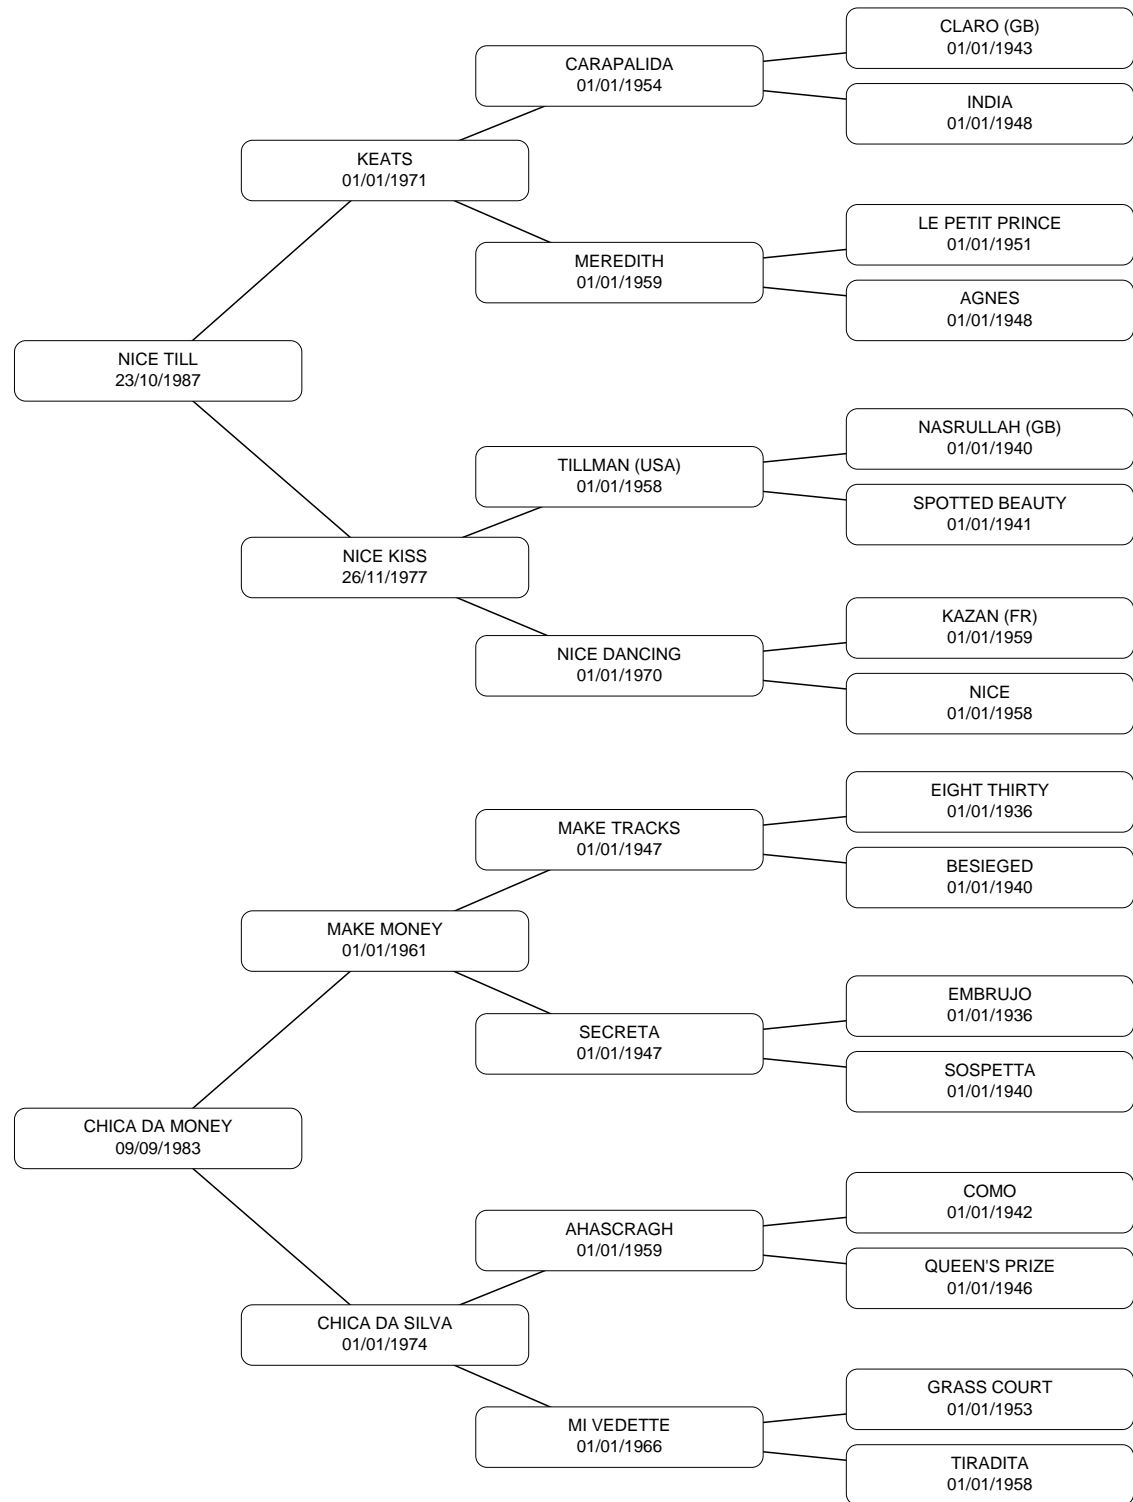 CLARO (GB)
01/01/1943
CARAPALIDA
01/01/1954
INDIA
01/01/1948
KEATS
01/01/1971
LE PETIT PRINCE
01/01/1951
MEREDITH
01/01/1959
AGNES
01/01/1948
NICE TILL
23/10/1987
NASRULLAH (GB)
01/01/1940
TILLMAN (USA)
01/01/1958
SPOTTED BEAUTY
01/01/1941
NICE KISS
26/11/1977
KAZAN (FR)
01/01/1959
NICE DANCING
01/01/1970
NICE
01/01/1958
EIGHT THIRTY
01/01/1936
MAKE TRACKS
01/01/1947
BESIEGED
01/01/1940
MAKE MONEY
01/01/1961
EMBRUJO
01/01/1936
SECRETA
01/01/1947
SOSPETTA
01/01/1940
CHICA DA MONEY
09/09/1983
COMO
01/01/1942
AHASCRAGH
01/01/1959
QUEEN'S PRIZE
01/01/1946
CHICA DA SILVA
01/01/1974
GRASS COURT
01/01/1953
MI VEDETTE
01/01/1966
TIRADITA
01/01/1958